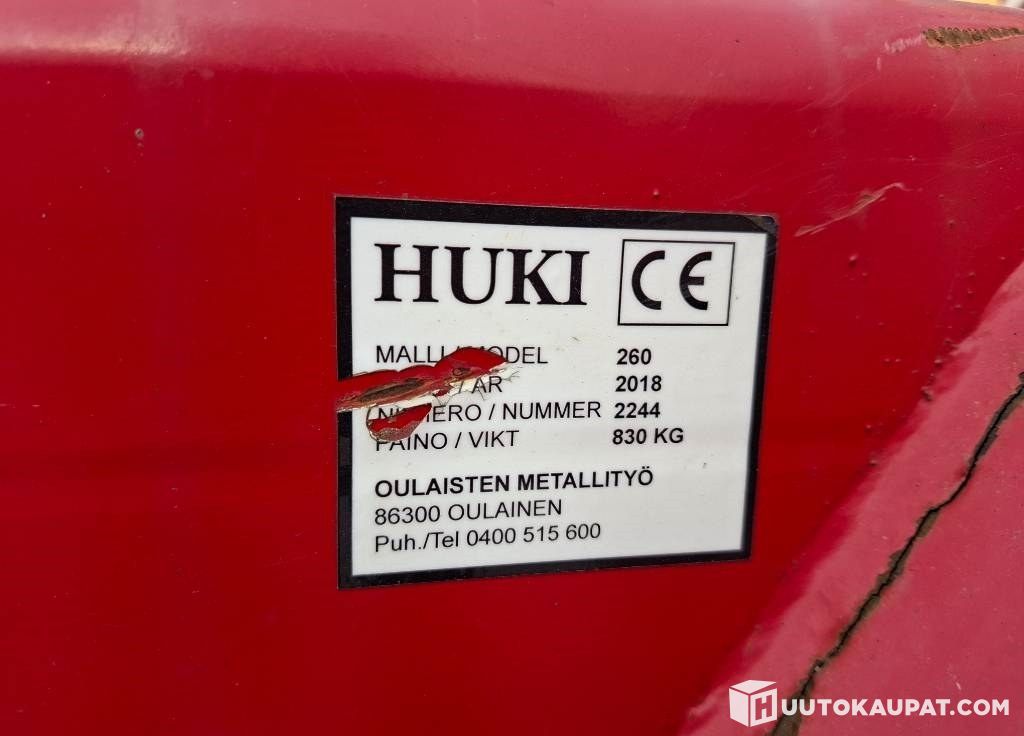 HUKI CE
MALLI / MODEL 260
/ ÅR 2018
NUMERO / NUMMER 2244
PAINO / VIKT 830 KG
OULAISTEN METALLITYÖ
86300 OULAINEN
Puh./Tel 0400 515 600
HUUTOKAUPAT.COM